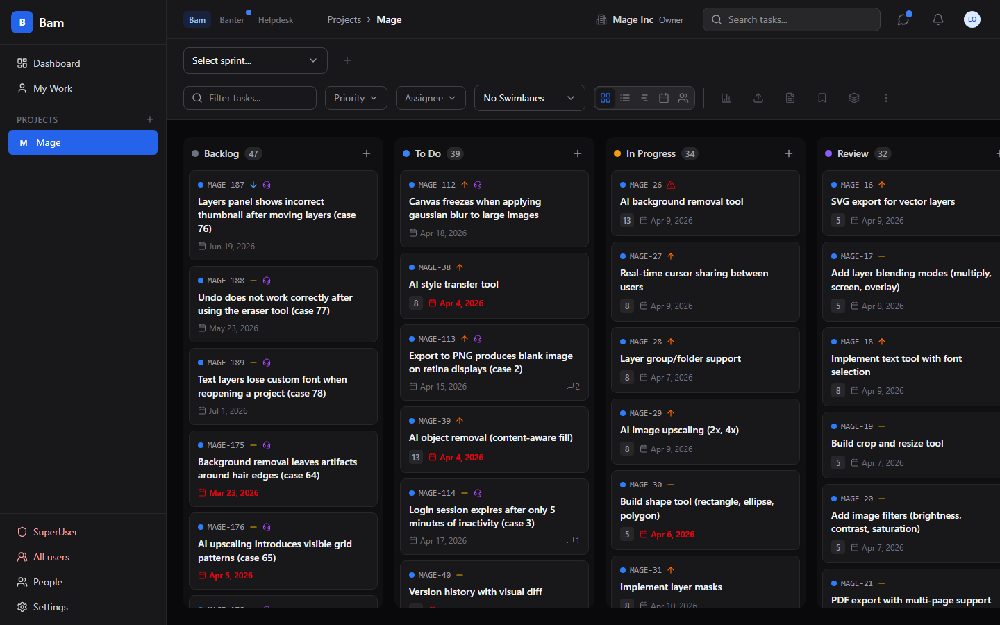 B Bam
Dashboard
My Work
PROJECTS
M Mage
SuperUser
All users
People
Settings
Bam Banter Helpdesk Projects Mage
Mage Inc Owner
Search tasks...
EO
Select sprint...
Filter tasks...
Priority
Assignee
No Swimlanes
Backlog 47
MAGE-187
Layers panel shows incorrect
thumbnail after moving layers (case
76)
Jun 19, 2026
MAGE-188
Undo does not work correctly after
using the eraser tool (case 77)
May 23, 2026
MAGE-189
Text layers lose custom font when
reopening a project (case 78)
Jul 1, 2026
MAGE-175
Background removal leaves artifacts
around hair edges (case 64)
Mar 23, 2026
MAGE-176
AI upscaling introduces visible grid
patterns (case 65)
Apr 5, 2026
To Do 39
MAGE-112
Canvas freezes when applying
gaussian blur to large images
Apr 18, 2026
MAGE-38
AI style transfer tool
8 Apr 4, 2026
MAGE-113
Export to PNG produces blank image
on retina displays (case 2)
Apr 15, 2026 2
MAGE-39
AI object removal (content-aware fill)
13 Apr 4, 2026
MAGE-114
Login session expires after only 5
minutes of inactivity (case 3)
Apr 17, 2026 1
MAGE-40
Version history with visual diff
In Progress 34
MAGE-26
AI background removal tool
13 Apr 9, 2026
MAGE-27
Real-time cursor sharing between
users
8 Apr 9, 2026
MAGE-28
Layer group/folder support
8 Apr 7, 2026
MAGE-29
AI image upscaling (2x, 4x)
8 Apr 9, 2026
MAGE-30
Build shape tool (rectangle, ellipse,
polygon)
5 Apr 6, 2026
MAGE-31
Implement layer masks
8 Apr 10, 2026
Review 32
MAGE-16
SVG export for vector layers
5 Apr 9, 2026
MAGE-17
Add layer blending modes (multiply,
screen, overlay)
5 Apr 8, 2026
MAGE-18
Implement text tool with font
selection
8 Apr 9, 2026
MAGE-19
Build crop and resize tool
5 Apr 7, 2026
MAGE-20
Add image filters (brightness,
contrast, saturation)
5 Apr 7, 2026
MAGE-21
PDF export with multi-page support